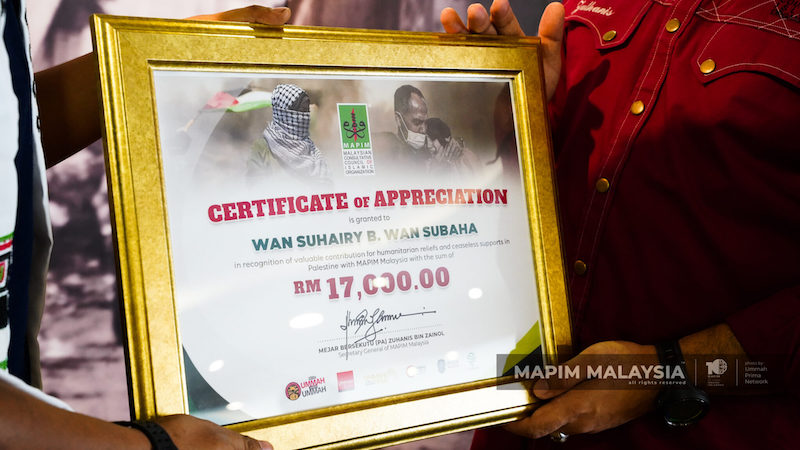 Zulhanis
MAPIM
MALAYSIAN
CONSULTATIVE
COUNCIL OF
ISLAMIC
ORGANIZATION
CERTIFICATE OF APPRECIATION
is granted to
WAN SUHAIRY B. WAN SUBAHA
in recognition of valuable contribution for humanitarian reliefs and ceaseless supports in
Palestine with MAPIM Malaysia with the sum of
RM 17,000.00
MEJAR BERSEKUTU (PA) ZUHANIS BIN ZAINOL
Secretary General of MAPIM Malaysia
UMMAH
UMMAH
MAPIM MALAYSIA™
all rights reserved
photo by
Ummah
Prima
Network